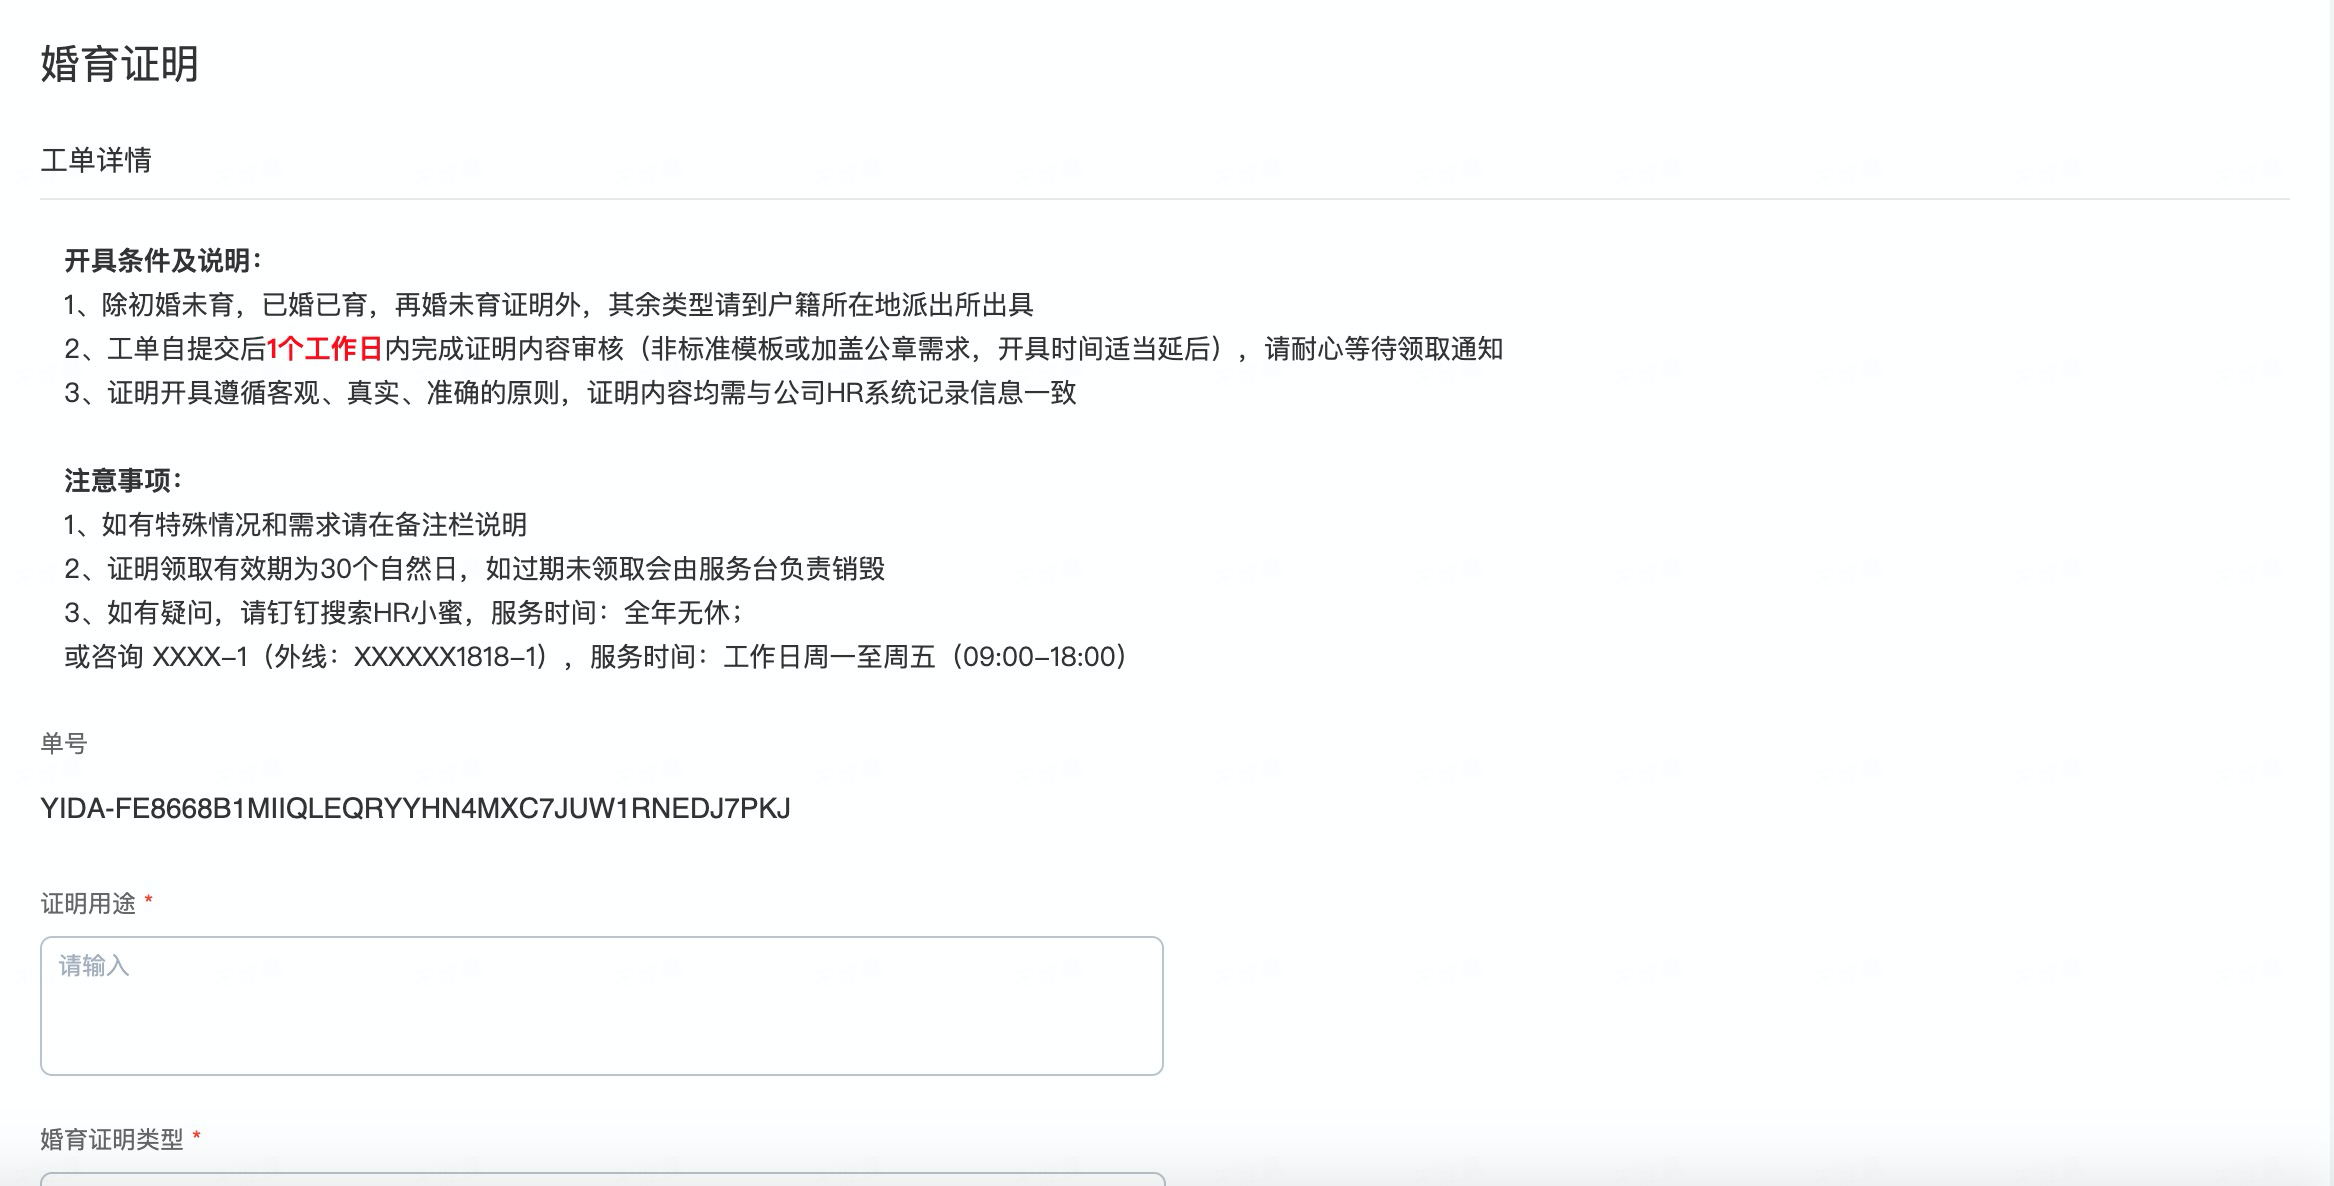 婚育证明
工单详情
开具条件及说明：
1、除初婚未育，已婚已育，再婚未育证明外，其余类型请到户籍所在地派出所出具
2、工单自提交后1个工作日内完成证明内容审核（非标准模板或加盖公章需求，开具时间适当延后），请耐心等待领取通知
3、证明开具遵循客观、真实、准确的原则，证明内容均需与公司HR系统记录信息一致
注意事项：
1、如有特殊情况和需求请在备注栏说明
2、证明领取有效期为30个自然日，如过期未领取会由服务台负责销毁
3、如有疑问，请钉钉搜索HR小蜜，服务时间：全年无休；
或咨询 XXXX-1（外线：XXXXXX1818-1），服务时间：工作日周一至周五（09:00-18:00）
单号
YIDA-FE8668B1MIIQLEQRYYHN4MXC7JUW1RNEDJ7PKJ
证明用途 *
请输入
婚育证明类型 *